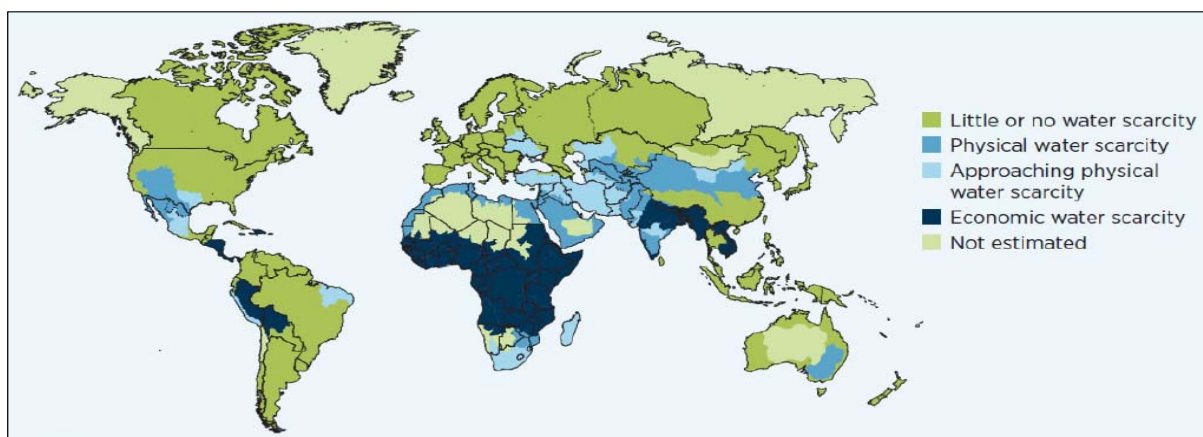 Little or no water scarcity
Physical water scarcity
Approaching physical
water scarcity
Economic water scarcity
Not estimated